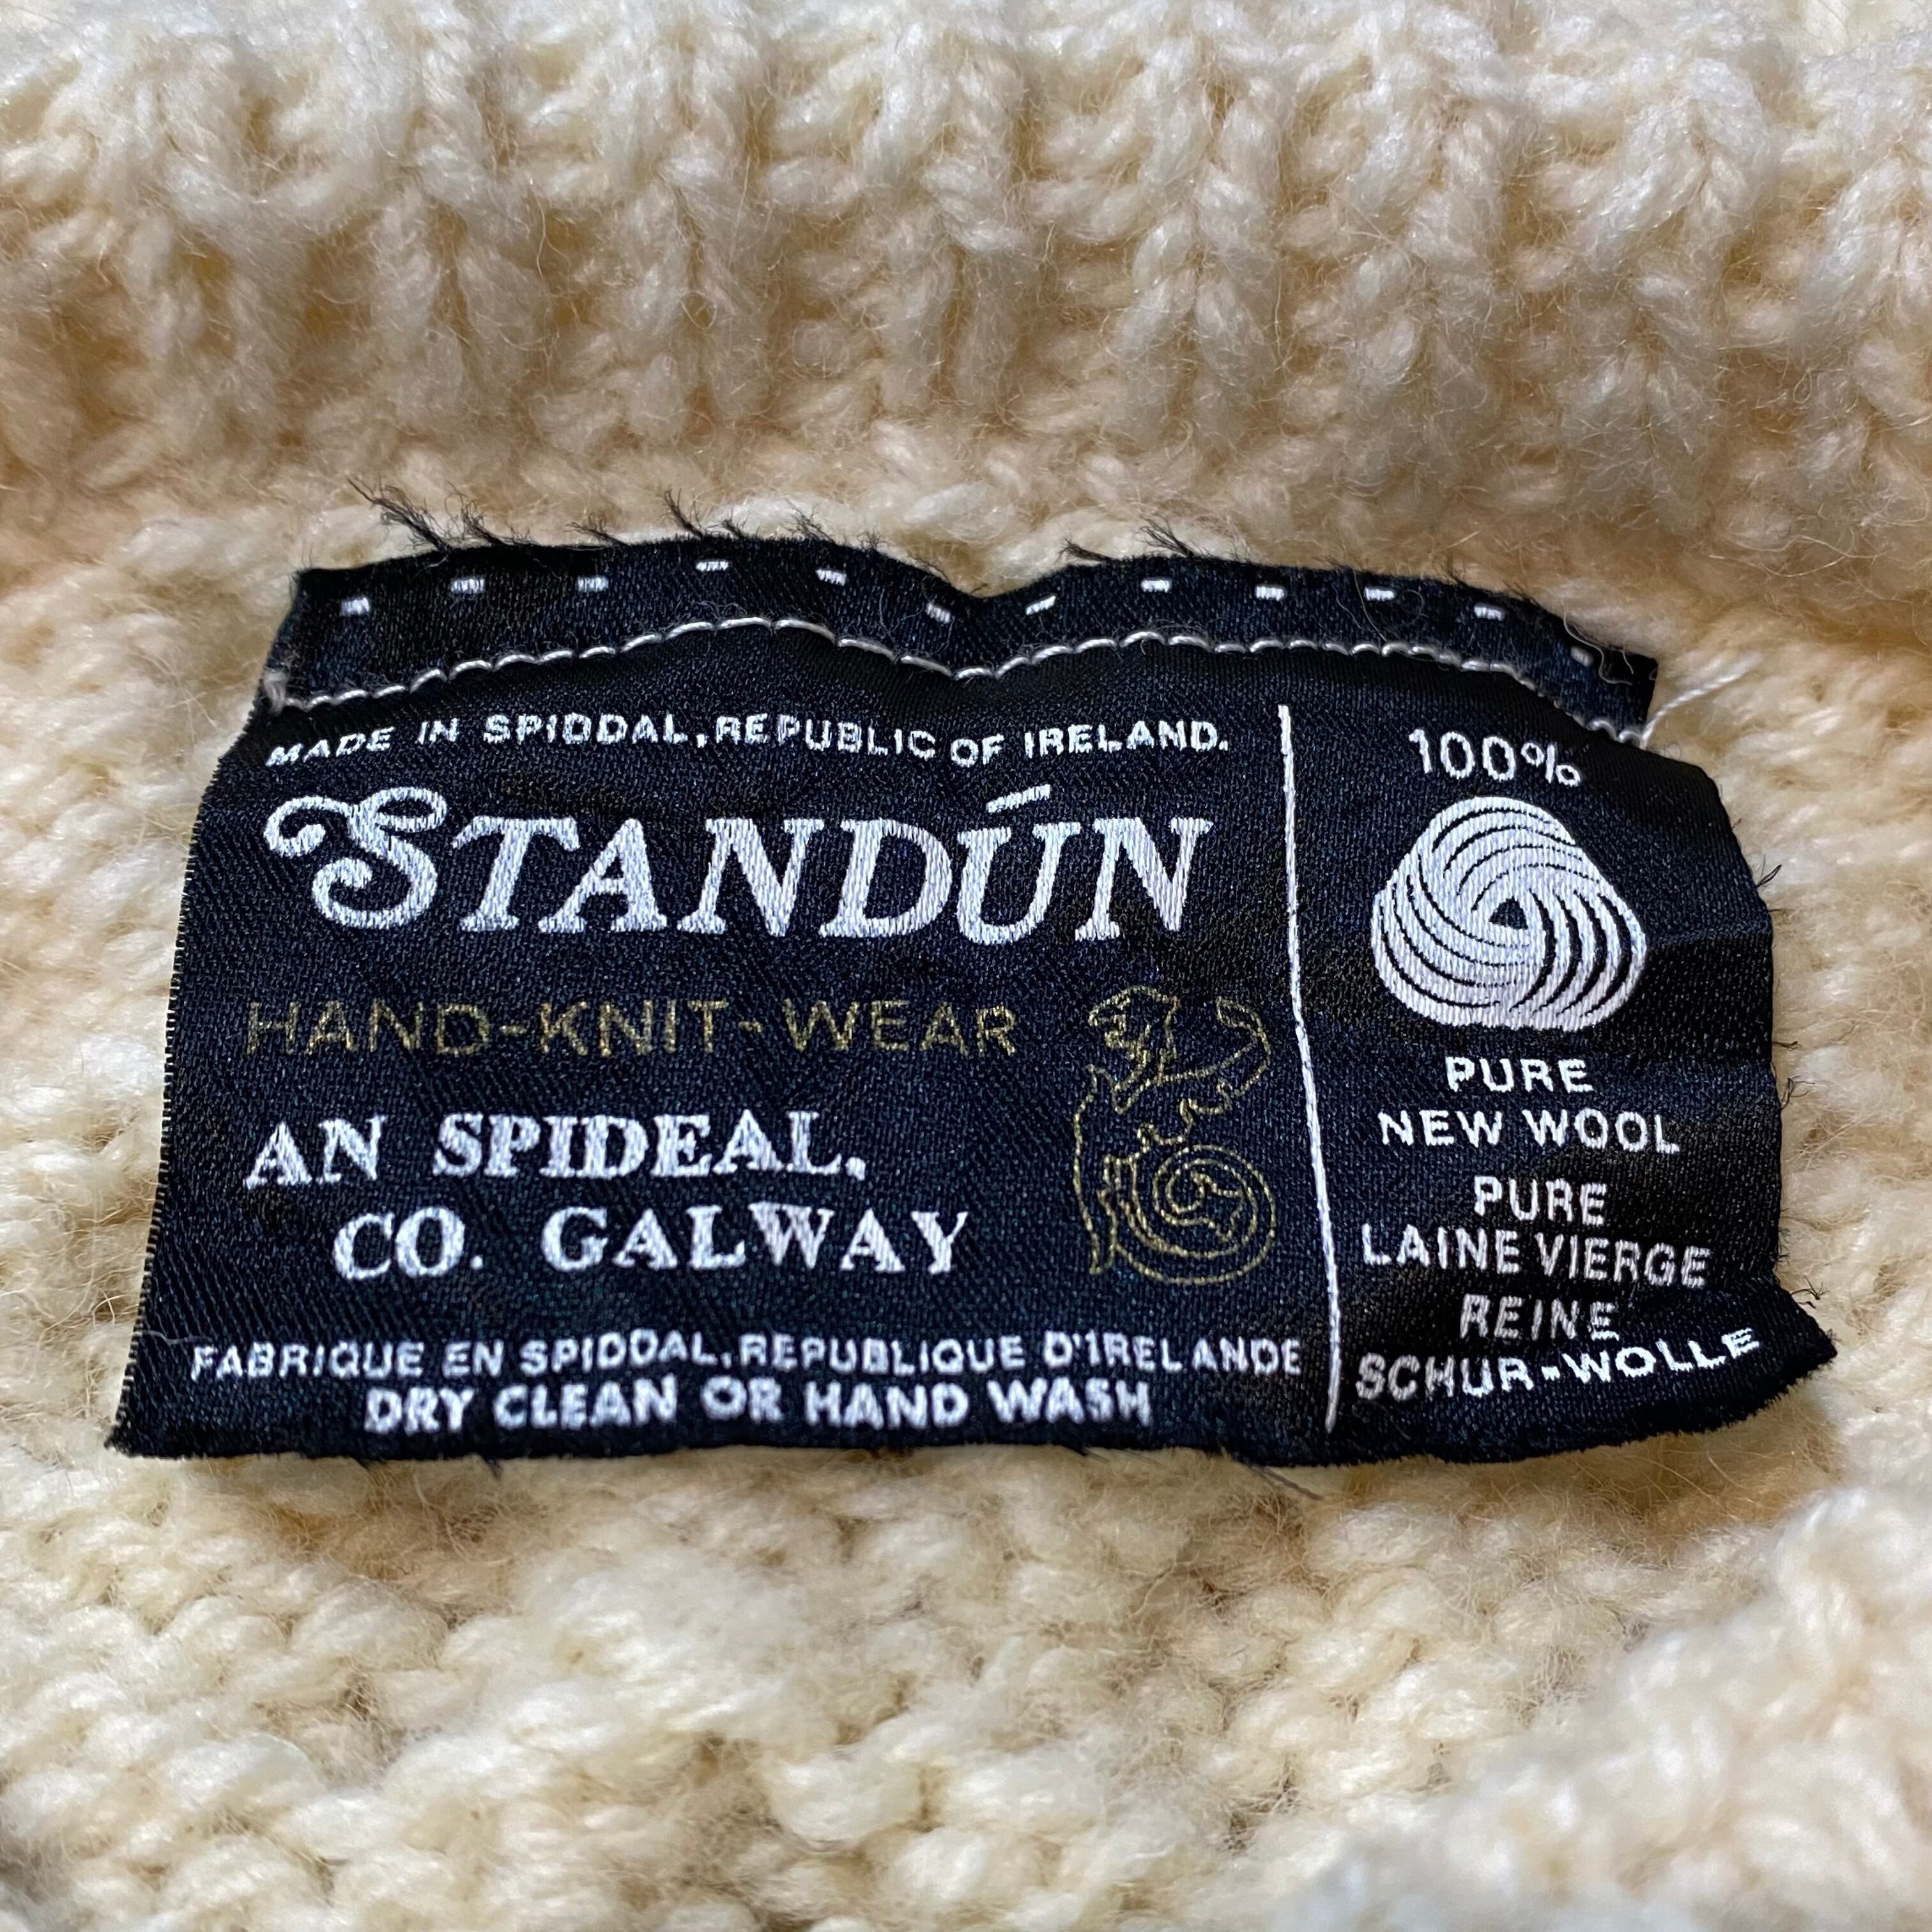 MADE IN SPIDDAL, REPUBLIC OF IRELAND.
STANDÚN
HAND-KNIT-WEAR
AN SPIDEAL,
CO. GALWAY
FABRIQUE EN SPIDDAL, REPUBLIQUE D'IRELANDE
DRY CLEAN OR HAND WASH
100%
PURE
NEW WOOL
PURE
LAINE VIERGE
REINE
SCHUR-WOLLE